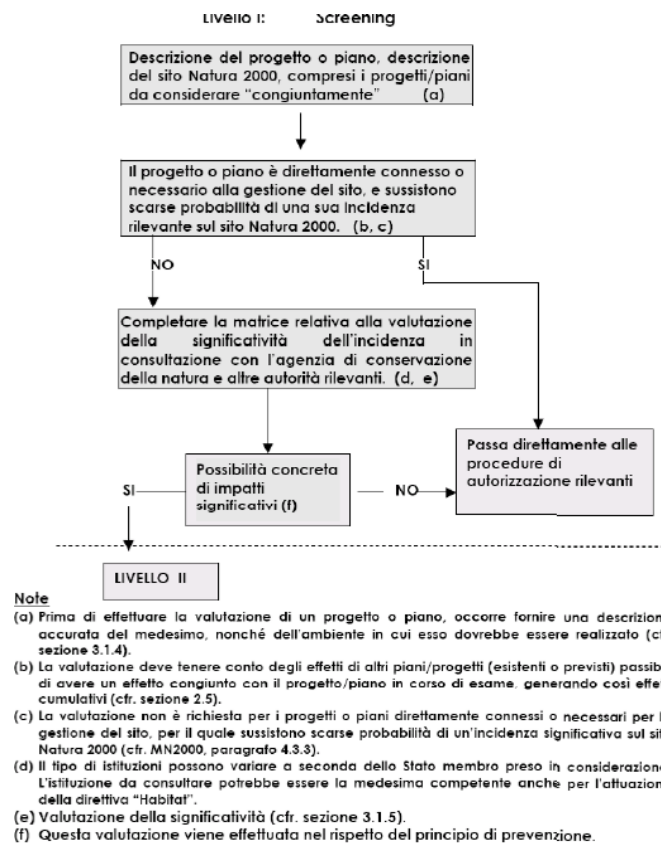 Livello I: Screening
Descrizione del progetto o piano, descrizione
del sito Natura 2000, compresi i progetti/piani
da considerare “congiuntamente” (a)
Il progetto o piano è direttamente connesso o
necessario alla gestione del sito, e sussistono
scarse probabilità di una sua incidenza
rilevante sul sito Natura 2000. (b, c)
NO
SI
Completare la matrice relativa alla valutazione
della significatività dell'incidenza in
consultazione con l'agenzia di conservazione
della natura e altre autorità rilevanti. (d, e)
Possibilità concreta
di impatti
significativi (f)
SI
NO
Passa direttamente alle
procedure di
autorizzazione rilevanti
LIVELLO II
Note
(a) Prima di effettuare la valutazione di un progetto o piano, occorre fornire una descrizion
accurata del medesimo, nonché dell'ambiente in cui esso dovrebbe essere realizzato (cf
sezione 3.1.4).
(b) La valutazione deve tenere conto degli effetti di altri piani/progetti (esistenti o previsti) passib
di avere un effetto congiunto con il progetto/piano in corso di esame, generando così effet
cumulativi (cfr. sezione 2.5).
(c) La valutazione non è richiesta per i progetti o piani direttamente connessi o necessari per l
gestione del sito, per il quale sussistono scarse probabilità di un'incidenza significativa sul sit
Natura 2000 (cfr. MN2000, paragrafo 4.3.3).
(d) Il tipo di istituzioni possono variare a seconda dello Stato membro preso in considerazion
L'istituzione da consultare potrebbe essere la medesima competente anche per l'attuazion
della direttiva “Habitat”.
(e) Valutazione della significatività (cfr. sezione 3.1.5).
(f) Questa valutazione viene effettuata nel rispetto del principio di prevenzione.